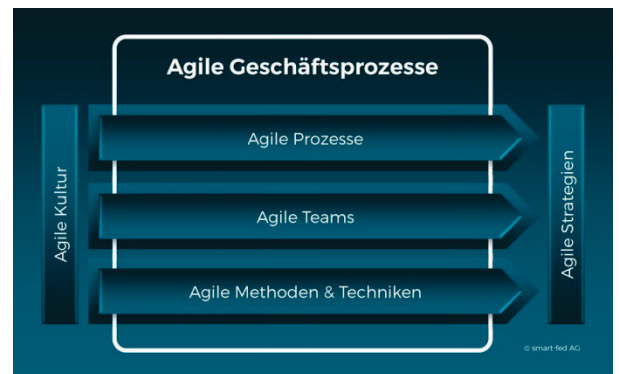 Agile Geschäftsprozesse
Agile Kultur
Agile Prozesse
Agile Teams
Agile Methoden & Techniken
Agile Strategien
© smart-fed AG